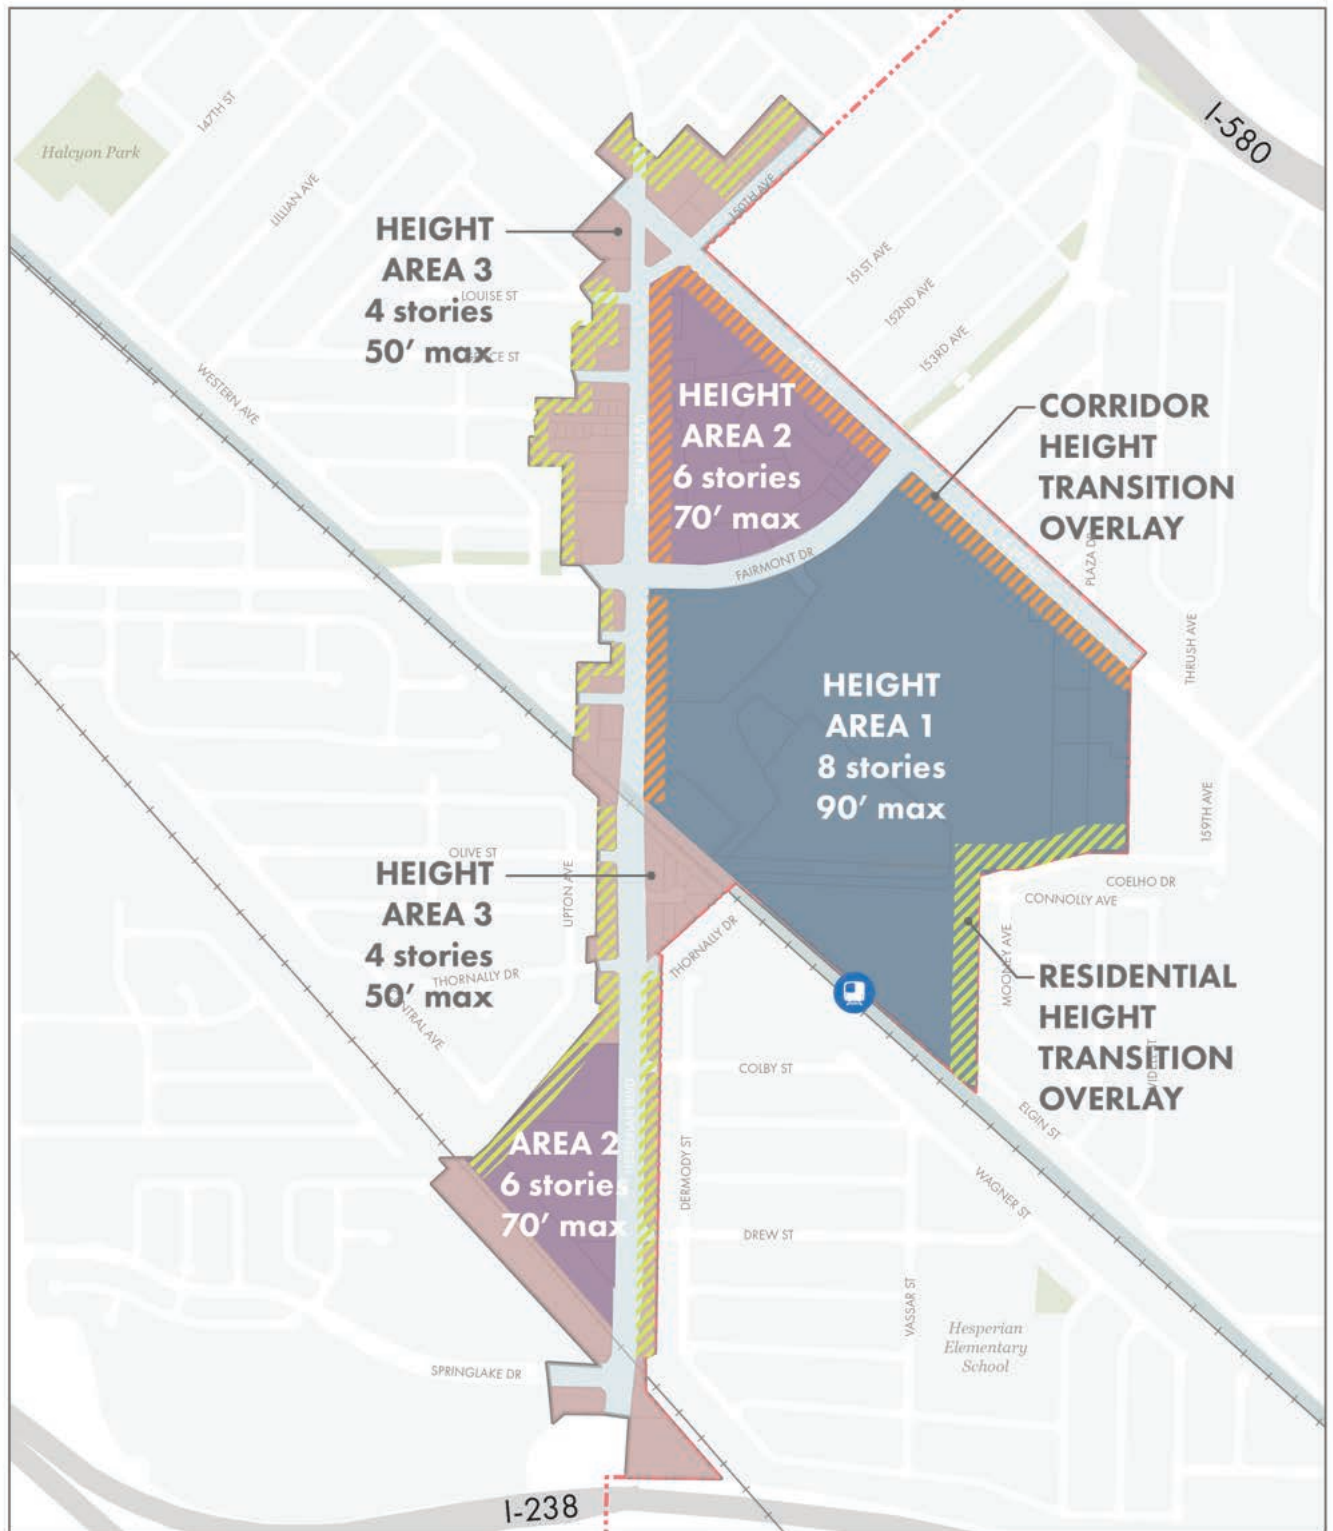 I-580
147TH ST
Halcyon Park
LILLIAN AVE
150TH AVE
HEIGHT
AREA 3
4 stories
50′ max
LOUISE ST
151ST AVE
152ND AVE
153RD AVE
WESTERN AVE
HEIGHT
AREA 2
6 stories
70′ max
CORRIDOR
HEIGHT
TRANSITION
OVERLAY
FAIRMONT DR
PLAZA DR
THRUSH AVE
HEIGHT
AREA 1
8 stories
90′ max
159TH AVE
OLIVE ST
UPTON AVE
HEIGHT
AREA 3
4 stories
50′ max
THORNALLY DR
COELHO DR
CONNOLLY AVE
MOONEY AVE
THORNALLY DR
RESIDENTIAL
HEIGHT
TRANSITION
OVERLAY
COLBY ST
ELGIN ST
AREA 2
6 stories
70′ max
HESPERIAN BLVD
DERMODY ST
WAGNER ST
DREW ST
VASSAR ST
Hesperian
Elementary
School
SPRINGLAKE DR
I-238